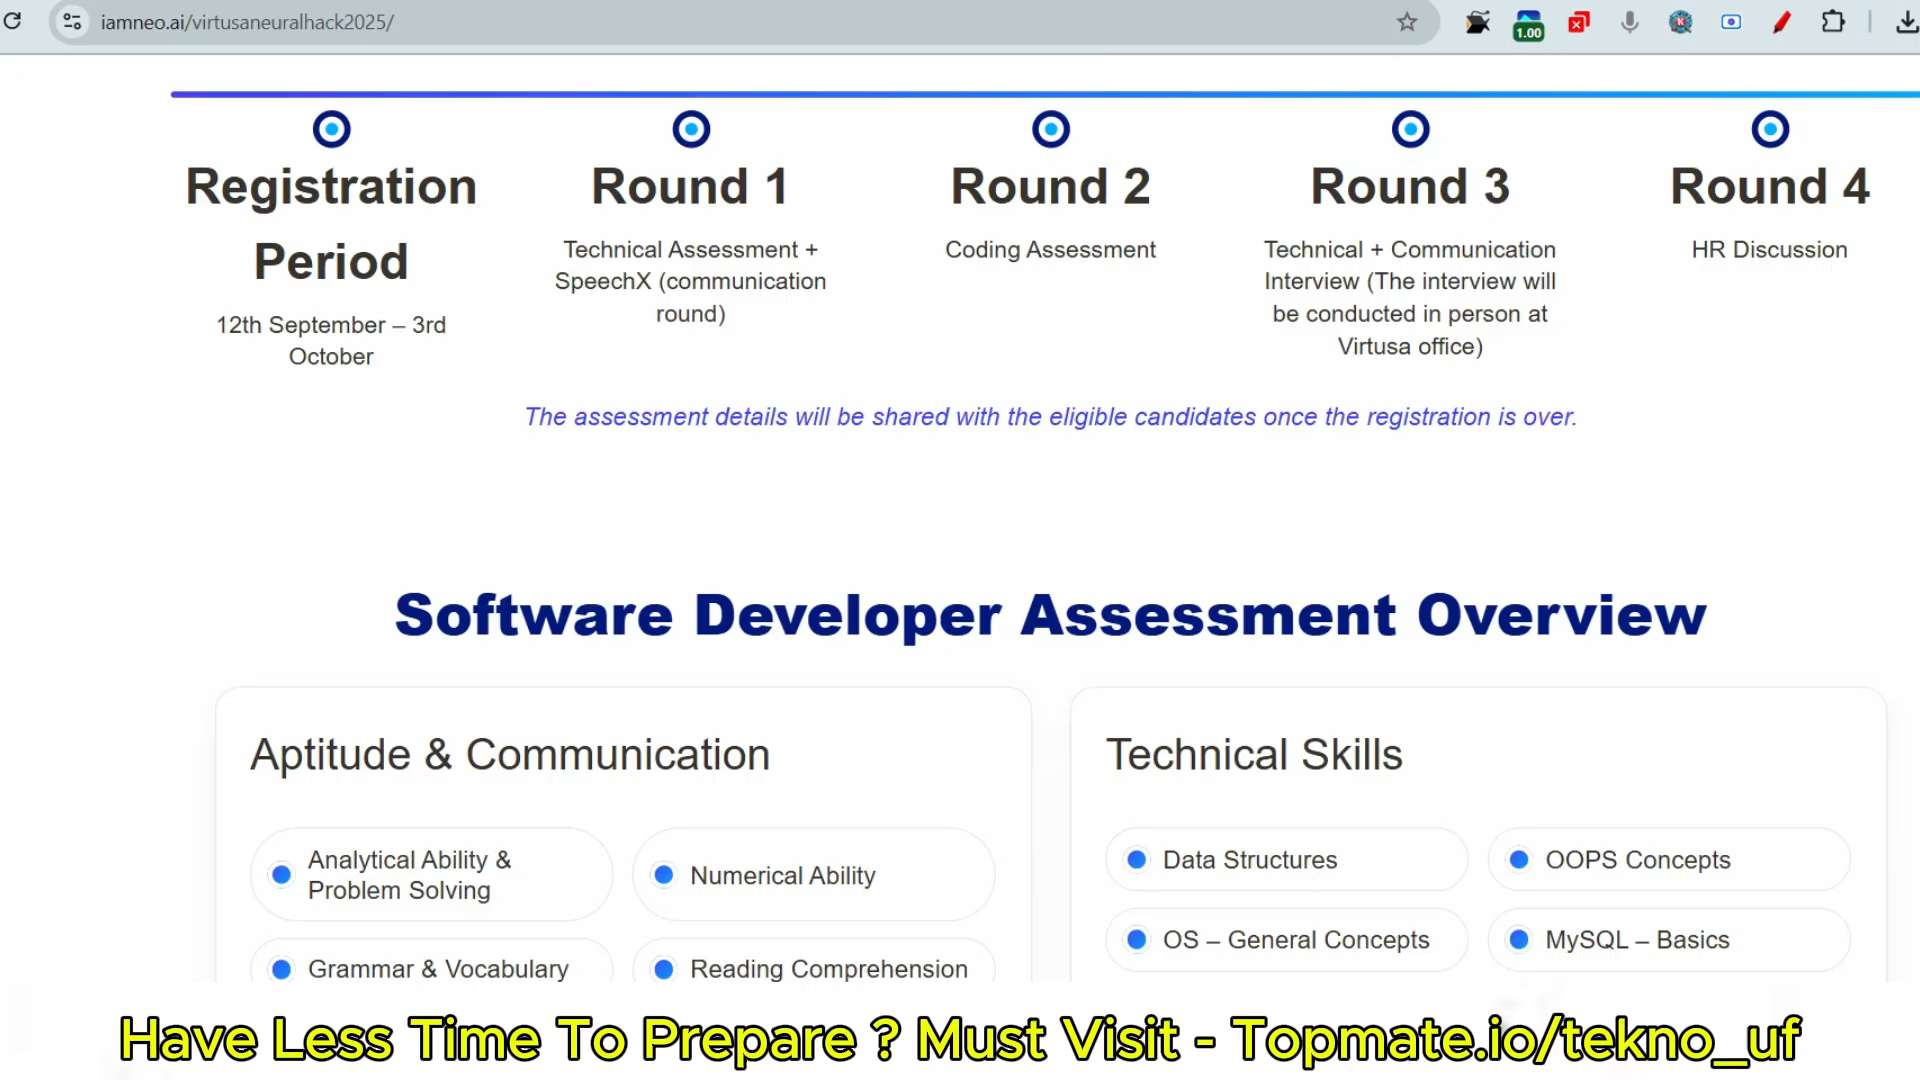 iamneo.ai/virtusaneuralhack2025/
1.00
Registration
Period
12th September – 3rd
October
Round 1
Technical Assessment +
SpeechX (communication
round)
Round 2
Coding Assessment
Round 3
Technical + Communication
Interview (The interview will
be conducted in person at
Virtusa office)
Round 4
HR Discussion
The assessment details will be shared with the eligible candidates once the registration is over.
Software Developer Assessment Overview
Aptitude & Communication
Analytical Ability &
Problem Solving
Numerical Ability
Grammar & Vocabulary
Reading Comprehension
Technical Skills
Data Structures
OOPS Concepts
OS – General Concepts
MySQL – Basics
Have Less Time To Prepare ? Must Visit - Topmate.io/tekno_uf